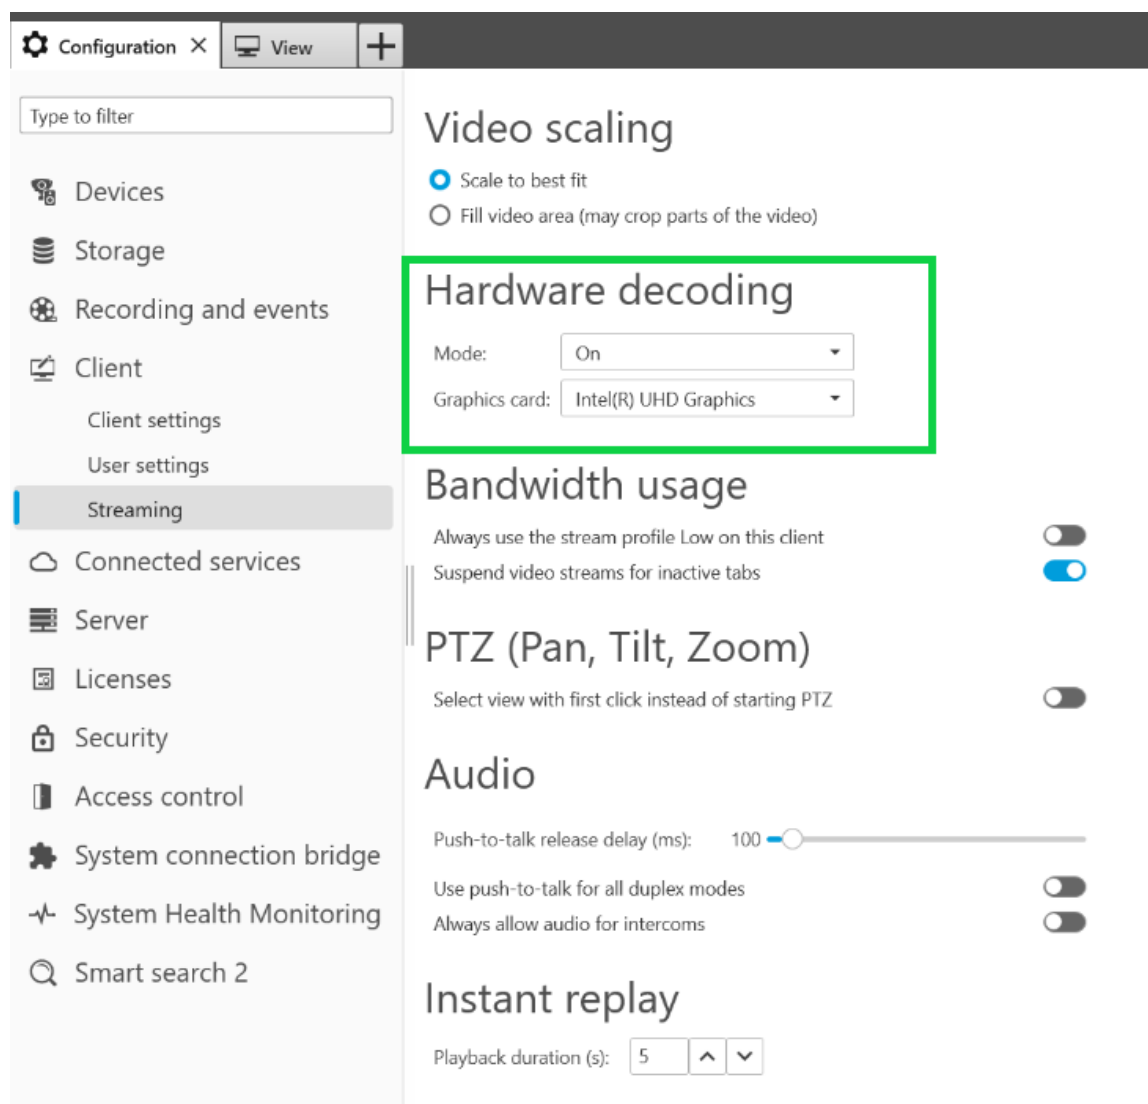 Configuration
View
Type to filter
Devices
Storage
Recording and events
Client
Client settings
User settings
Streaming
Connected services
Server
Licenses
Security
Access control
System connection bridge
System Health Monitoring
Smart search 2
Video scaling
Scale to best fit
Fill video area (may crop parts of the video)
Hardware decoding
Mode: On
Graphics card: Intel(R) UHD Graphics
Bandwidth usage
Always use the stream profile Low on this client
Suspend video streams for inactive tabs
PTZ (Pan, Tilt, Zoom)
Select view with first click instead of starting PTZ
Audio
Push-to-talk release delay (ms): 100
Use push-to-talk for all duplex modes
Always allow audio for intercoms
Instant replay
Playback duration (s): 5